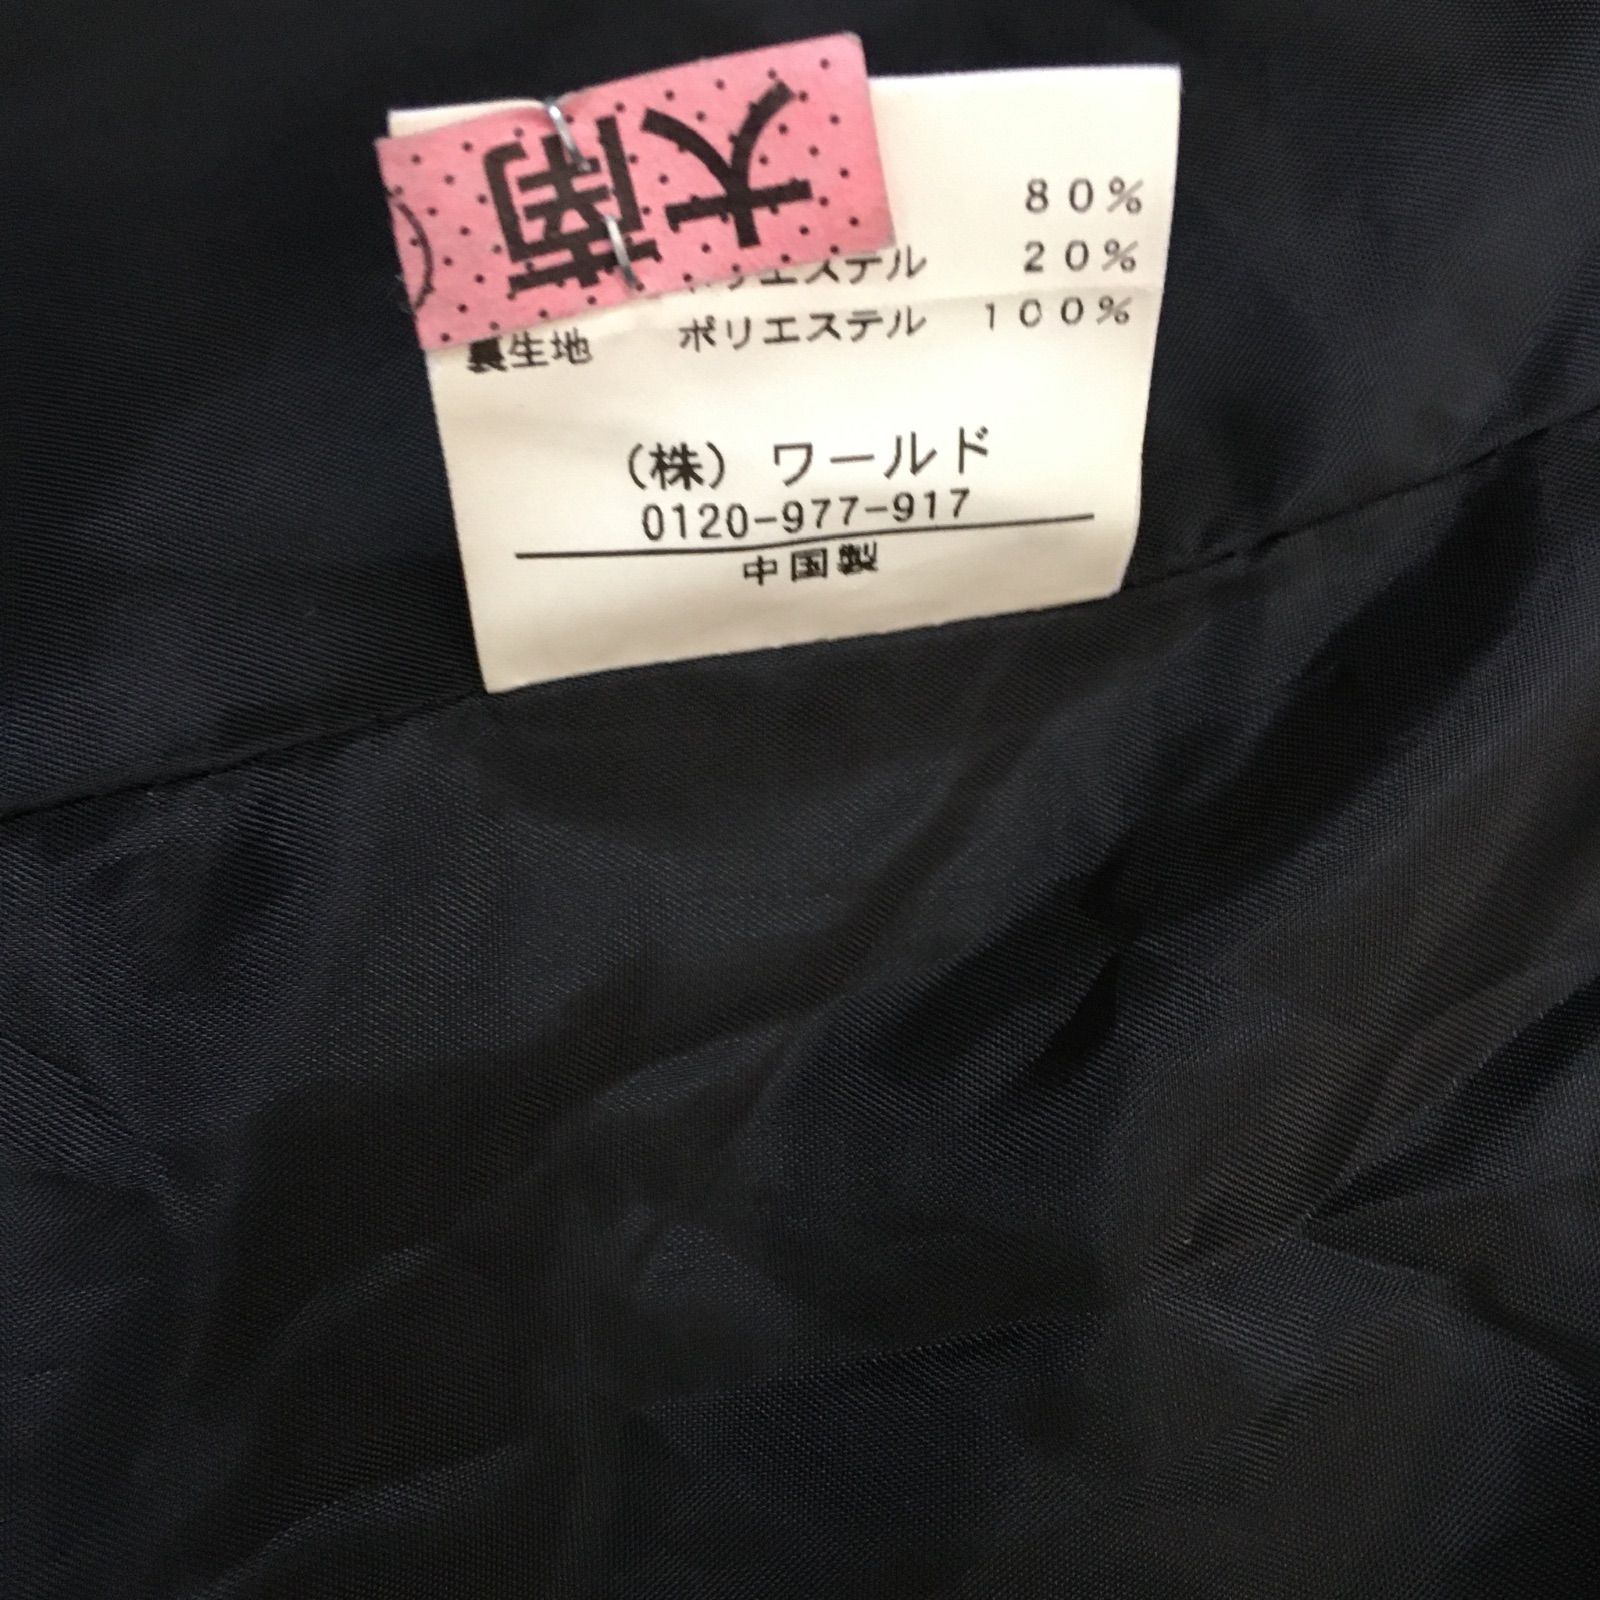 大南
80%
ポリエステル 20%
裏生地 ポリエステル 100%
（株）ワールド
0120-977-917
中国製